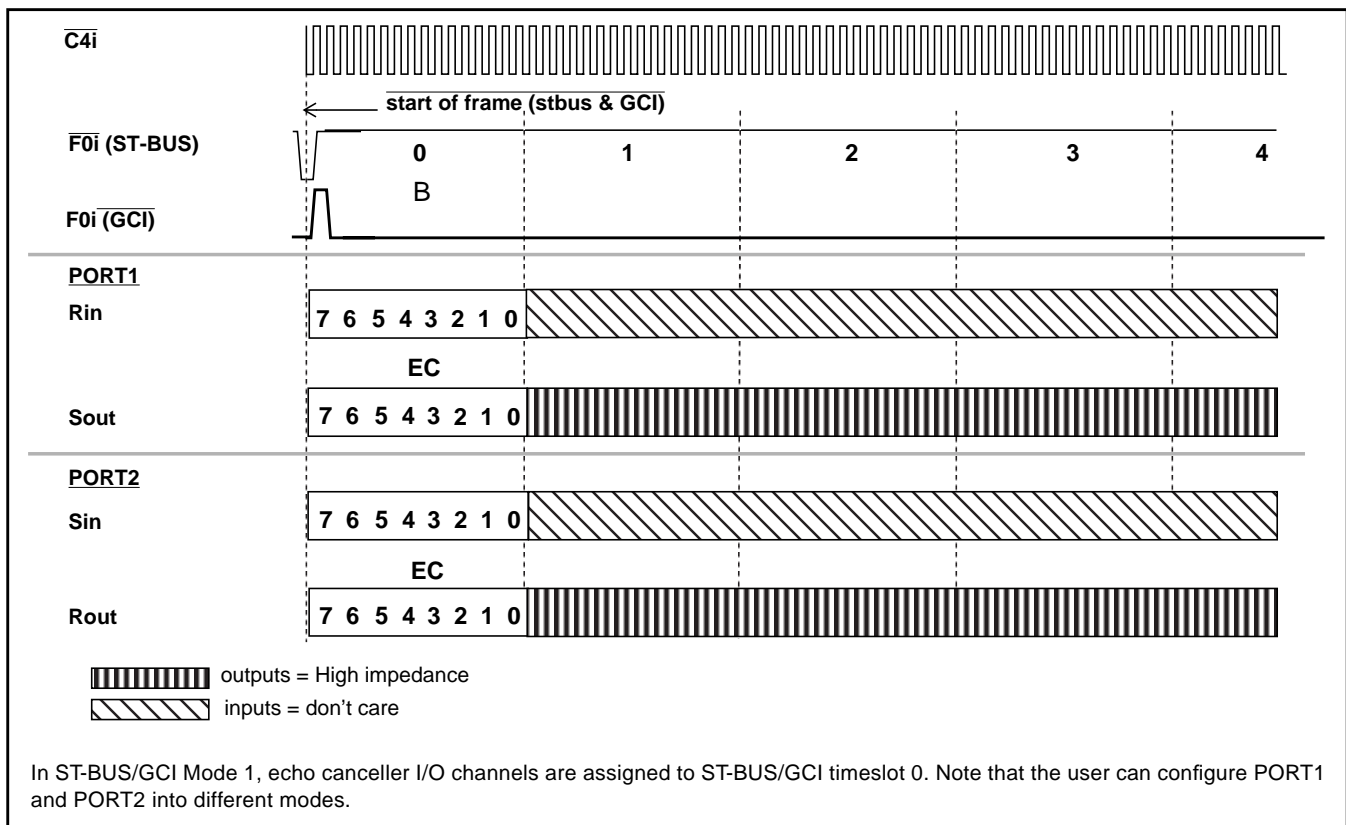 C4i
start of frame (stbus & GCI)
F0i (ST-BUS)
0 1 2 3 4
B
F0i (GCI)
PORT1
Rin
7 6 5 4 3 2 1 0
EC
Sout
7 6 5 4 3 2 1 0
PORT2
Sin
7 6 5 4 3 2 1 0
EC
Rout
7 6 5 4 3 2 1 0
outputs = High impedance
inputs = don't care
In ST-BUS/GCI Mode 1, echo canceller I/O channels are assigned to ST-BUS/GCI timeslot 0. Note that the user can configure PORT1
and PORT2 into different modes.